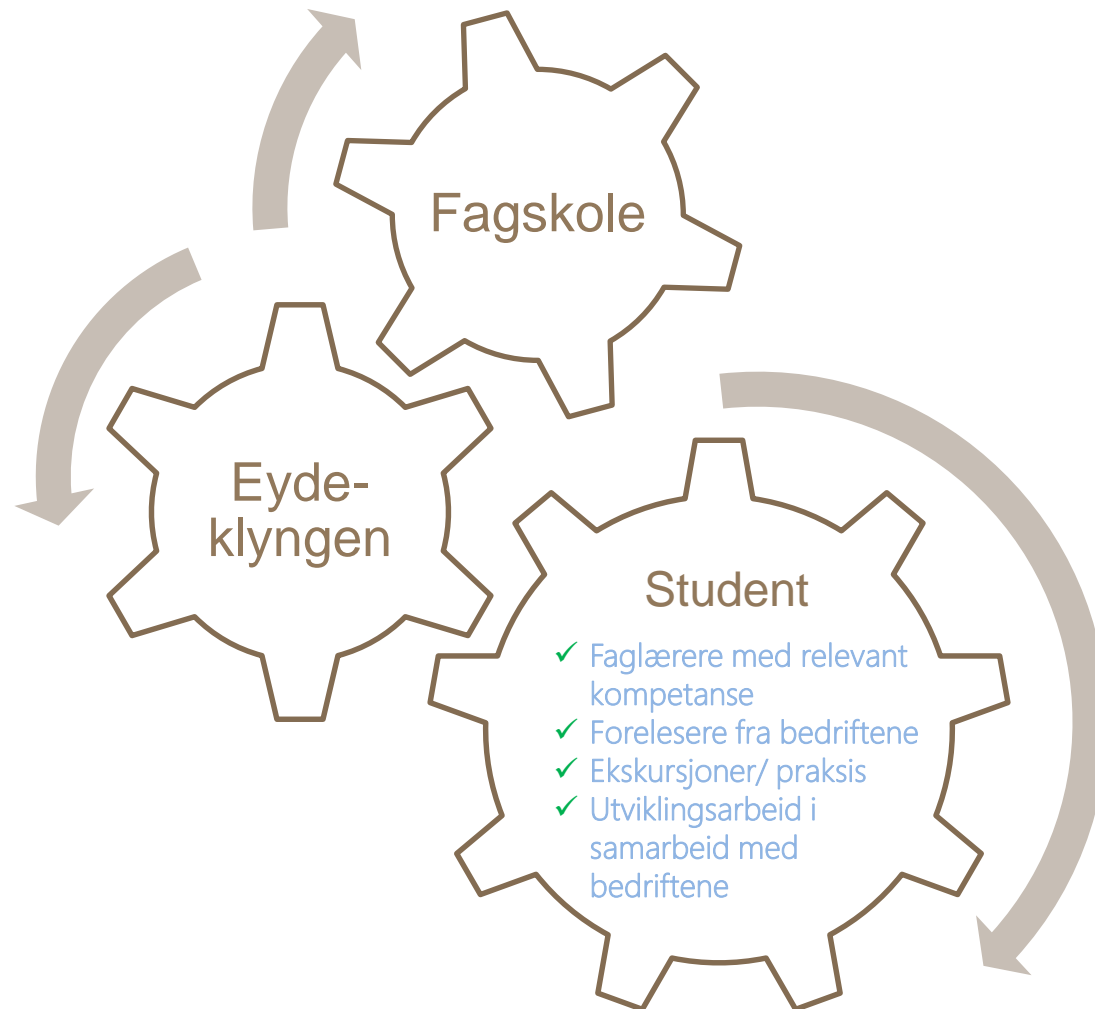 Fagskole
Eyde-
klyngen
Student
✓ Faglærere med relevant
kompetanse
✓ Forelesere fra bedriftene
✓ Ekskursjoner/ praksis
✓ Utviklingsarbeid i
samarbeid med
bedriftene